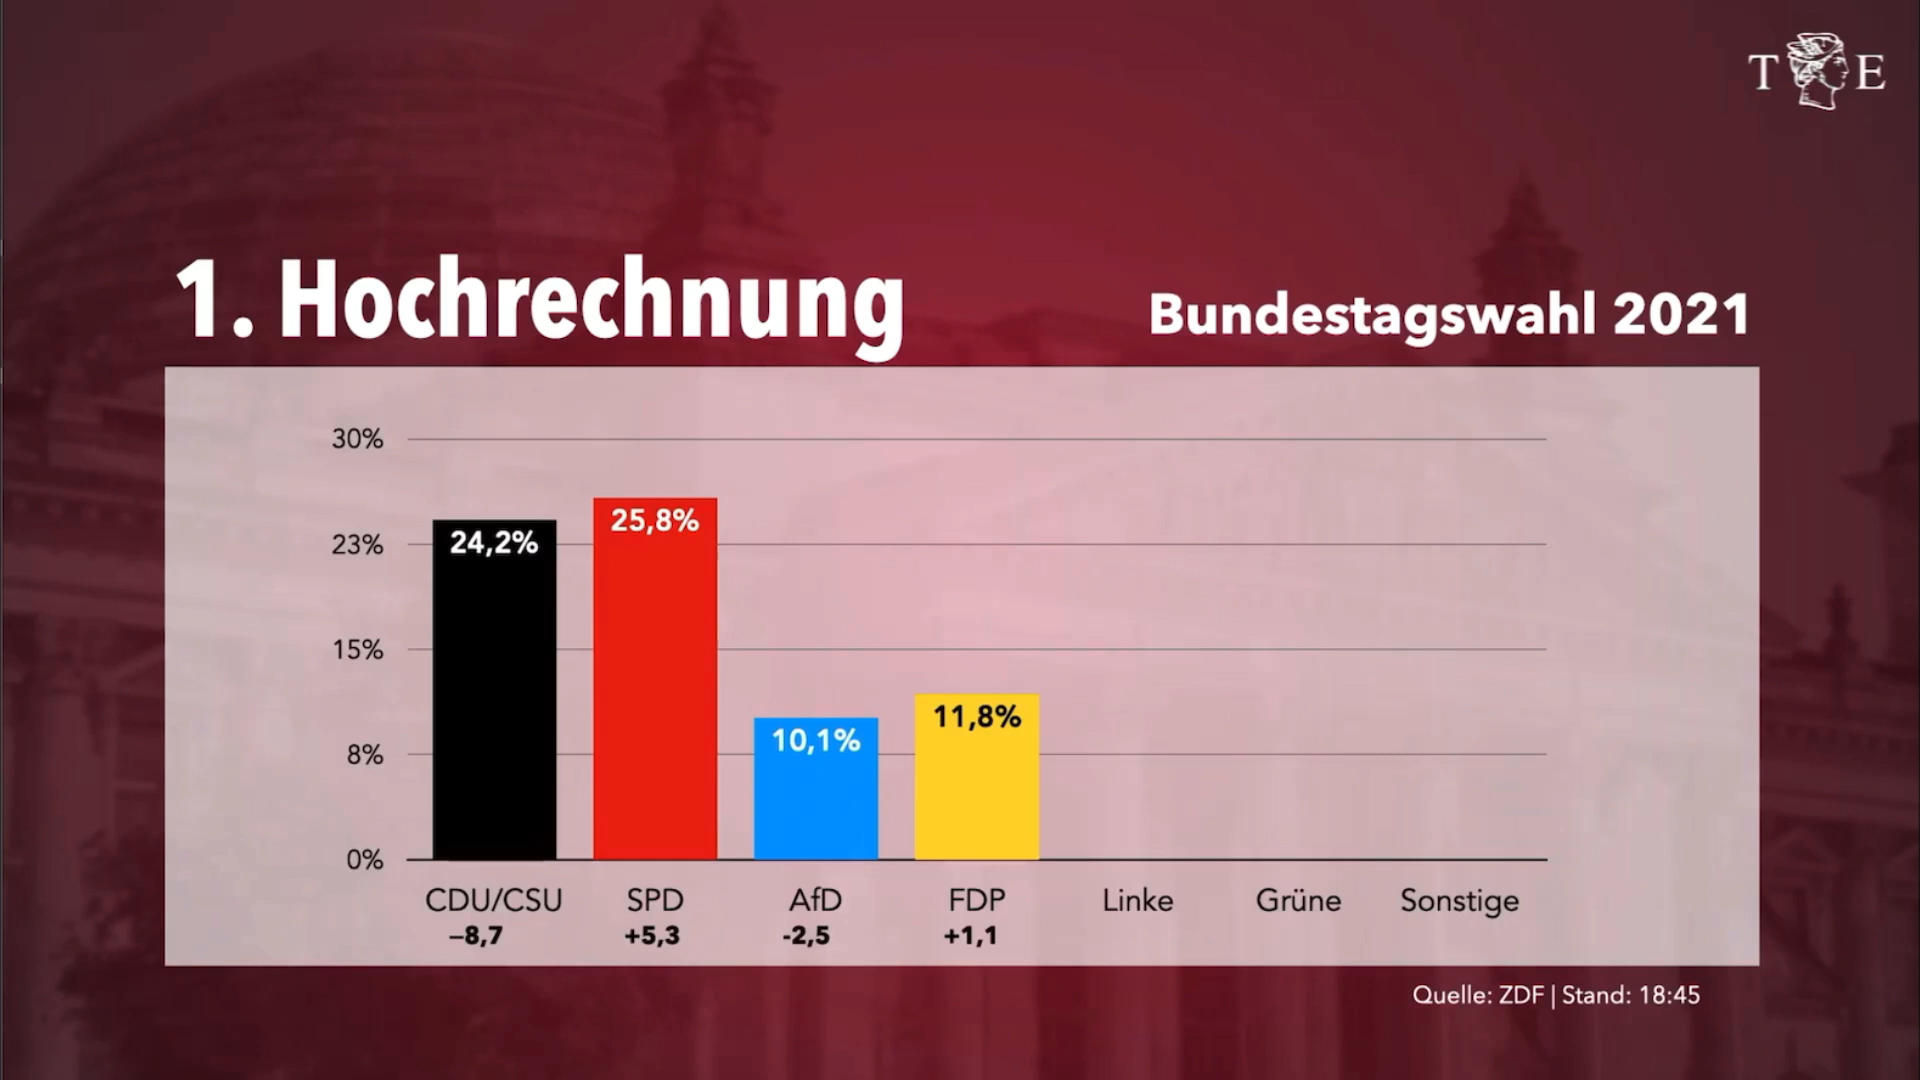 T E
1. Hochrechnung
Bundestagswahl 2021
30%
23%
15%
8%
0%
24,2%
25,8%
10,1%
11,8%
CDU/CSU SPD AfD FDP Linke Grüne Sonstige
–8,7 +5,3 -2,5 +1,1
Quelle: ZDF | Stand: 18:45